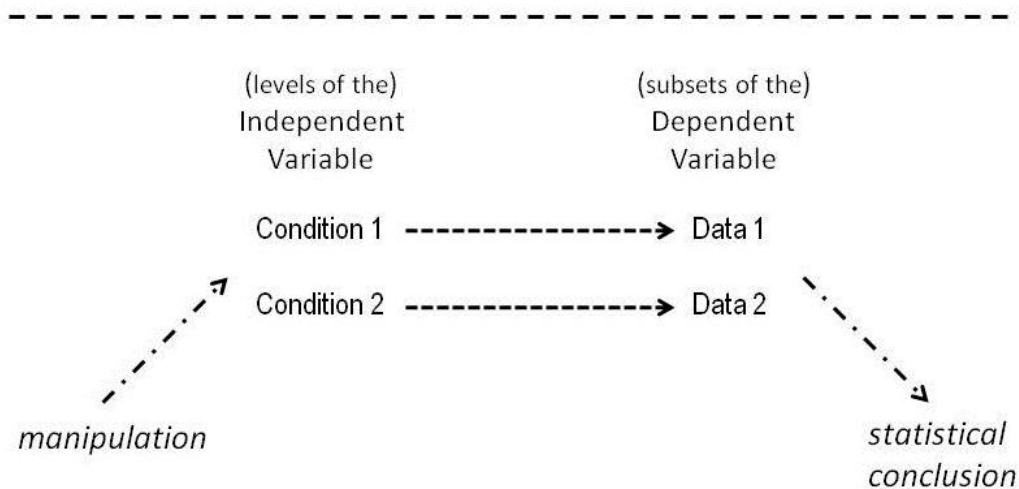 (levels of the)
Independent
Variable
(subsets of the)
Dependent
Variable
Condition 1
Data 1
Condition 2
Data 2
manipulation
statistical
conclusion